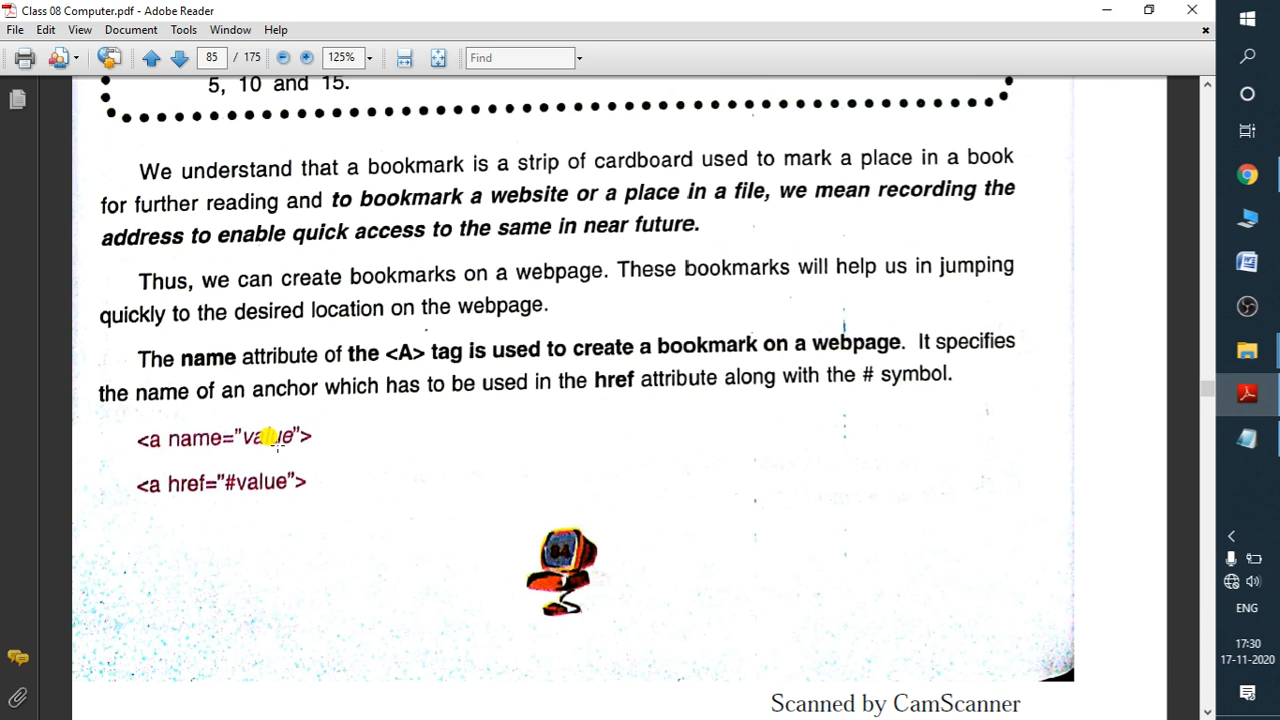 Class 08 Computer.pdf - Adobe Reader
File Edit View Document Tools Window Help
85 / 175 125% Find
5, 10 and 15.
We understand that a bookmark is a strip of cardboard used to mark a place in a book
for further reading and to bookmark a website or a place in a file, we mean recording the
address to enable quick access to the same in near future.
Thus, we can create bookmarks on a webpage. These bookmarks will help us in jumping
quickly to the desired location on the webpage.
The name attribute of the <A> tag is used to create a bookmark on a webpage. It specifies
the name of an anchor which has to be used in the href attribute along with the # symbol.
<a name="value">
<a href="#value">
84
Scanned by CamScanner
ENG
17:30
17-11-2020